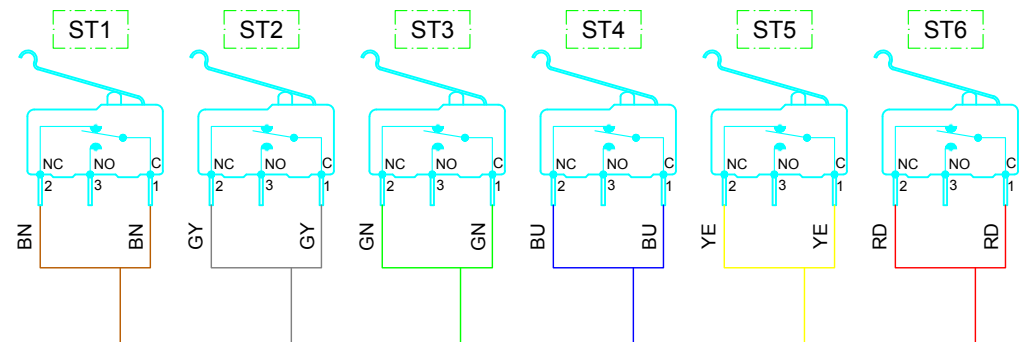 ST1 ST2 ST3 ST4 ST5 ST6
NC NO C NC NO C NC NO C NC NO C NC NO C NC NO C
2 3 1 2 3 1 2 3 1 2 3 1 2 3 1 2 3 1
BN BN GY GY GN GN BU BU YE YE RD RD